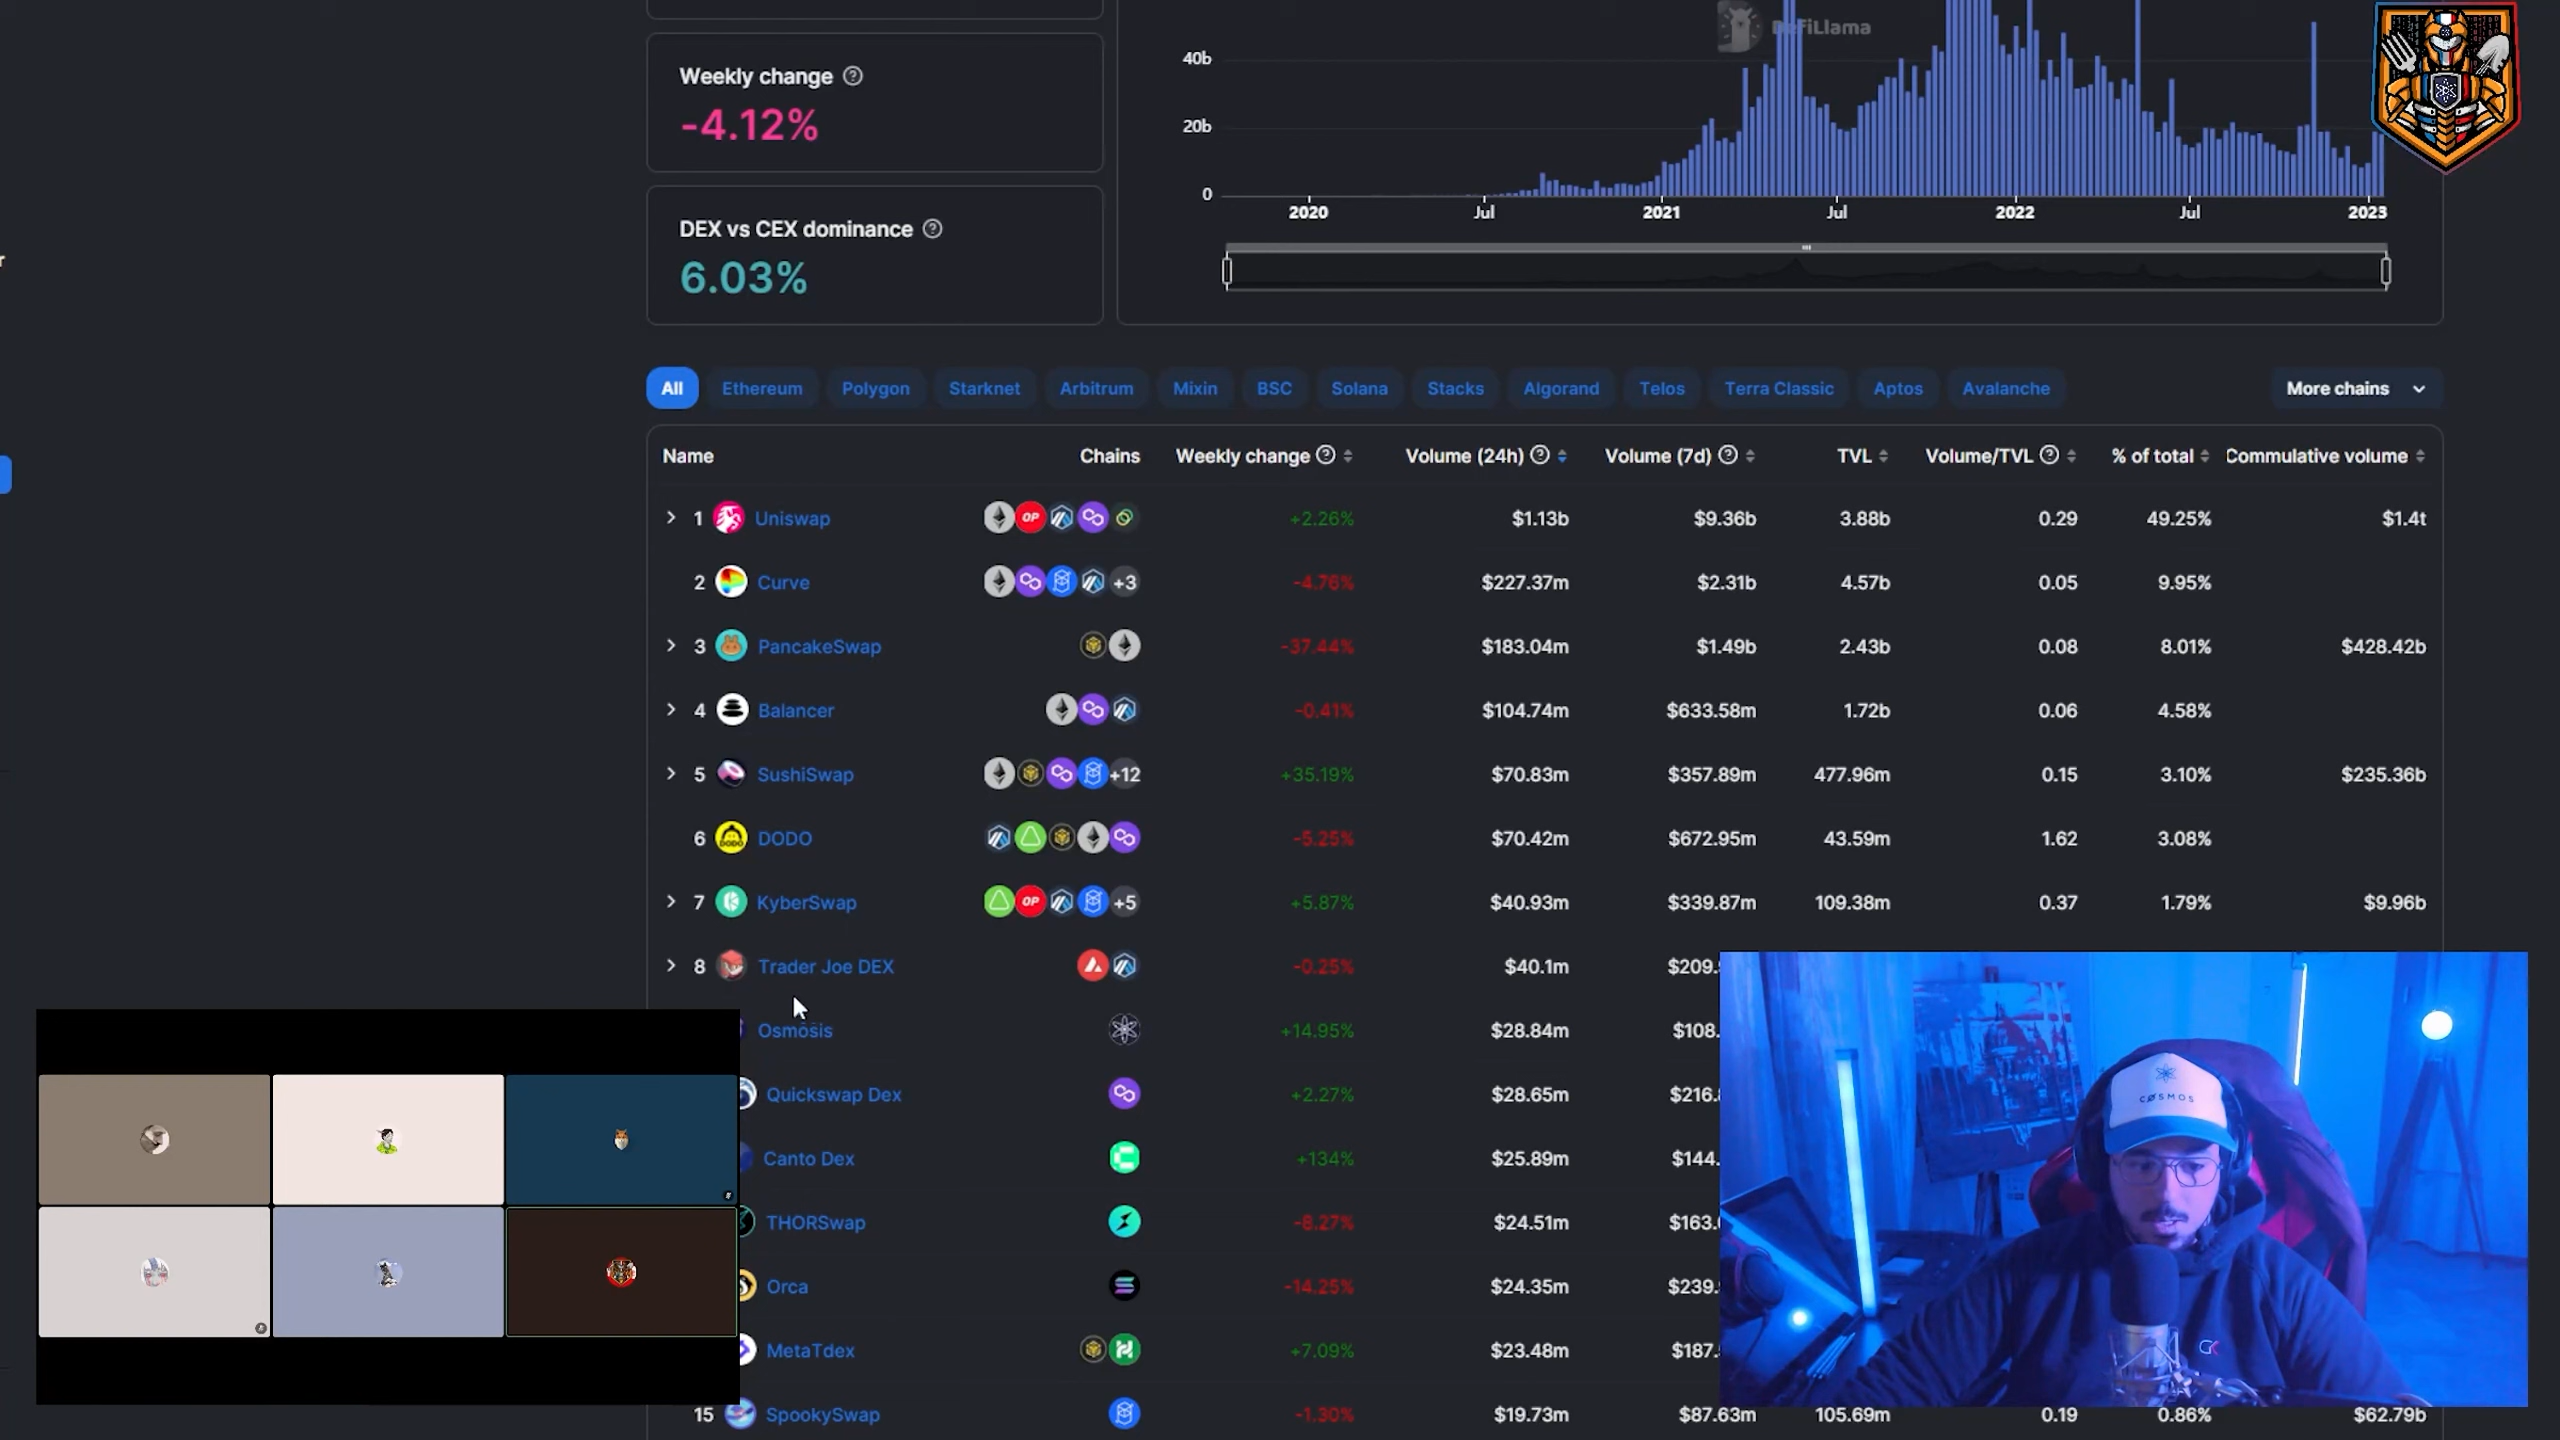 DeFiLlama
Weekly change
-4.12%
DEX vs CEX dominance
6.03%
40b
20b
0
2020 Jul 2021 Jul 2022 Jul 2023
r
All Ethereum Polygon Starknet Arbitrum Mixin BSC Solana Stacks Algorand Telos Terra Classic Aptos Avalanche More chains
Name Chains Weekly change Volume (24h) Volume (7d) TVL Volume/TVL % of total Commulative volume
1 Uniswap OP +2.26% $1.13b $9.36b 3.88b 0.29 49.25% $1.4t
2 Curve +3 -4.76% $227.37m $2.31b 4.57b 0.05 9.95%
3 PancakeSwap -37.44% $183.04m $1.49b 2.43b 0.08 8.01% $428.42b
4 Balancer -0.41% $104.74m $633.58m 1.72b 0.06 4.58%
5 SushiSwap +12 +35.19% $70.83m $357.89m 477.96m 0.15 3.10% $235.36b
6 DODO -5.25% $70.42m $672.95m 43.59m 1.62 3.08%
7 KyberSwap OP +5 +5.87% $40.93m $339.87m 109.38m 0.37 1.79% $9.96b
8 Trader Joe DEX -0.25% $40.1m $209.
Osmosis +14.95% $28.84m $108.
Quickswap Dex +2.27% $28.65m $216.
Canto Dex +134% $25.89m $144.
THORSwap -8.27% $24.51m $163.
Orca -14.25% $24.35m $239.
MetaTdex +7.09% $23.48m $187.
15 SpookySwap -1.30% $19.73m $87.63m 105.69m 0.19 0.86% $62.79b
COSMOS